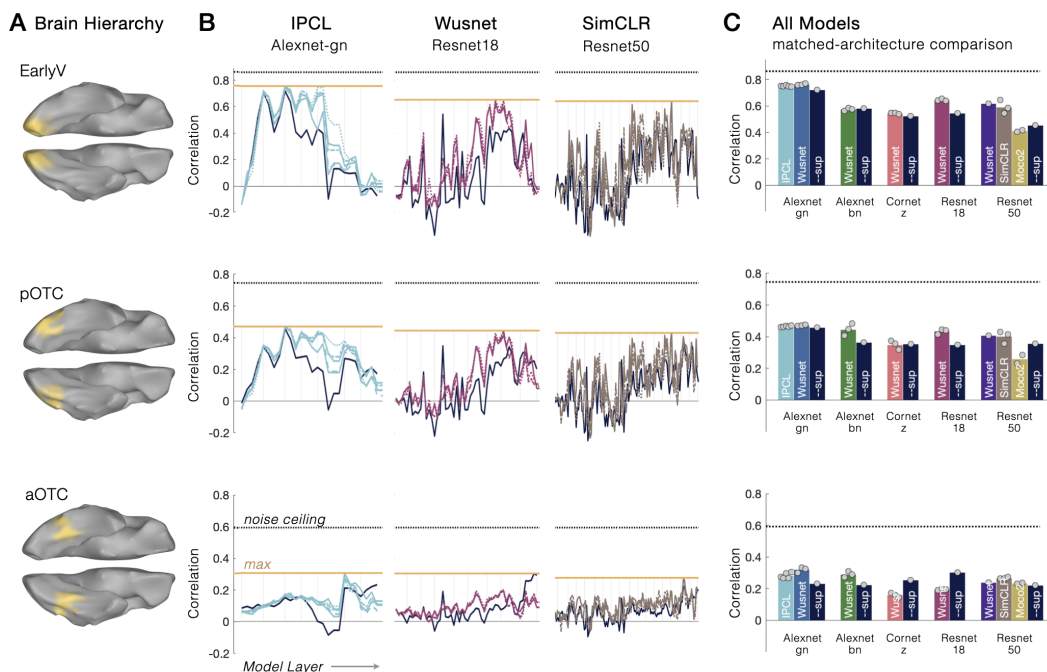 A Brain Hierarchy
B IPCL Wusnet SimCLR
Alexnet-gn Resnet18 Resnet50
C All Models
matched-architecture comparison
EarlyV
Correlation
0.8
0.6
0.4
0.2
0
-0.2
Correlation
0.8
0.6
0.4
0.2
0
IPCL
Wusnet
--sup
Wusnet
--sup
Wusnet
--sup
Wusnet
--sup
Wusnet
SimCLR
Moco2
--sup
Alexnet Alexnet Cornet Resnet Resnet
gn bn z 18 50
pOTC
Correlation
0.8
0.6
0.4
0.2
0
-0.2
Correlation
0.8
0.6
0.4
0.2
0
IPCL
Wusnet
--sup
Wusnet
--sup
Wusnet
--sup
Wusnet
--sup
Wusnet
SimCLR
Moco2
--sup
Alexnet Alexnet Cornet Resnet Resnet
gn bn z 18 50
aOTC
Correlation
0.8
0.6
0.4
0.2
0
-0.2
noise ceiling
max
Model Layer
Correlation
0.8
0.6
0.4
0.2
0
IPCL
Wusnet
--sup
Wusnet
--sup
Wusnet
--sup
Wusnet
--sup
Wusnet
SimCLR
Moco2
--sup
Alexnet Alexnet Cornet Resnet Resnet
gn bn z 18 50